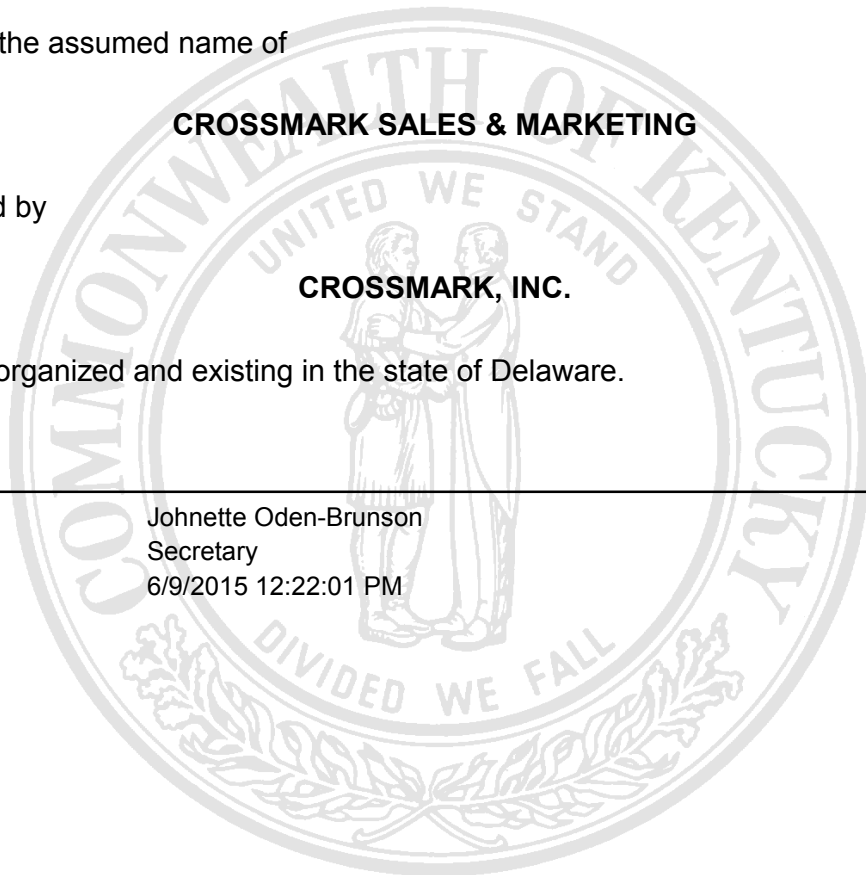 the assumed name of
CROSSMARK SALES & MARKETING
d by
CROSSMARK, INC.
organized and existing in the state of Delaware.
Johnette Oden-Brunson
Secretary
6/9/2015 12:22:01 PM
COMMONWEALTH OF KENTUCKY
UNITED WE STAND
DIVIDED WE FALL